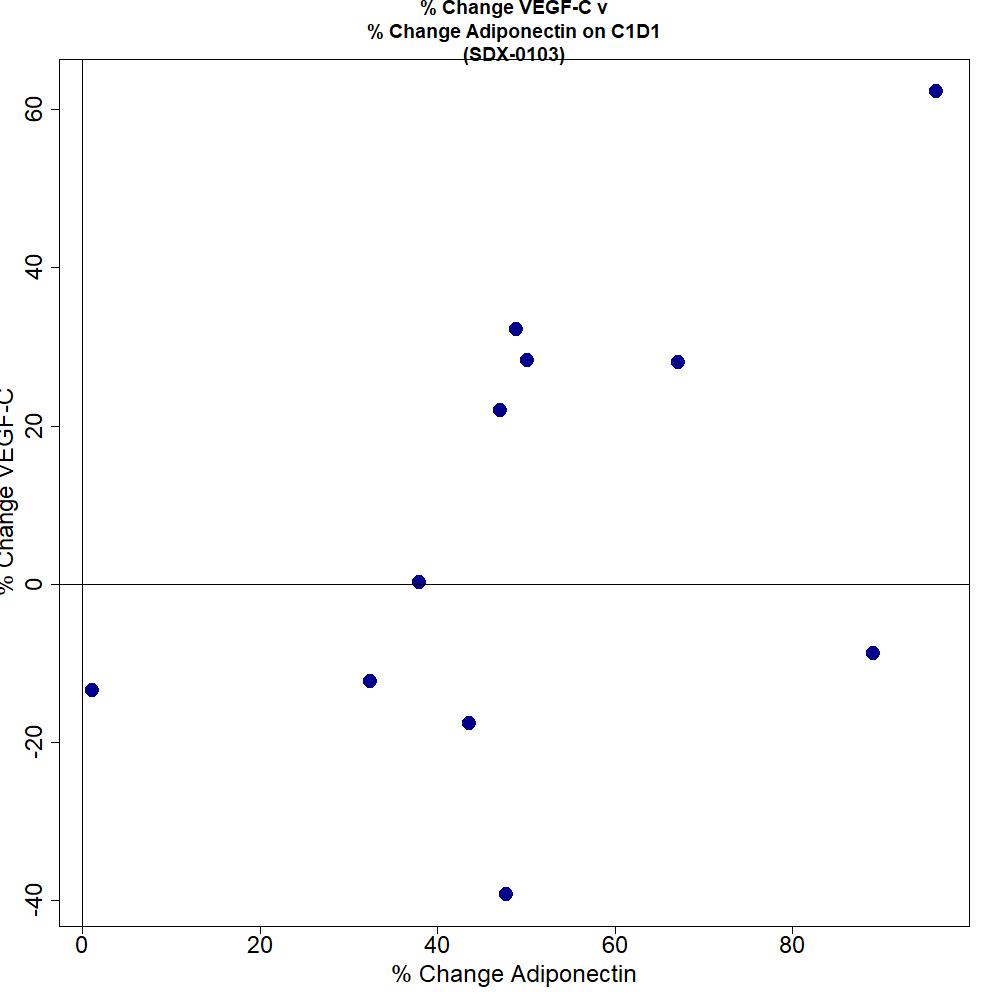 % Change VEGF-C v
% Change Adiponectin on C1D1
(SDX-0103)
60
40
20
0
-20
-40
% Change VEGF-C
0
20
40
60
80
% Change Adiponectin